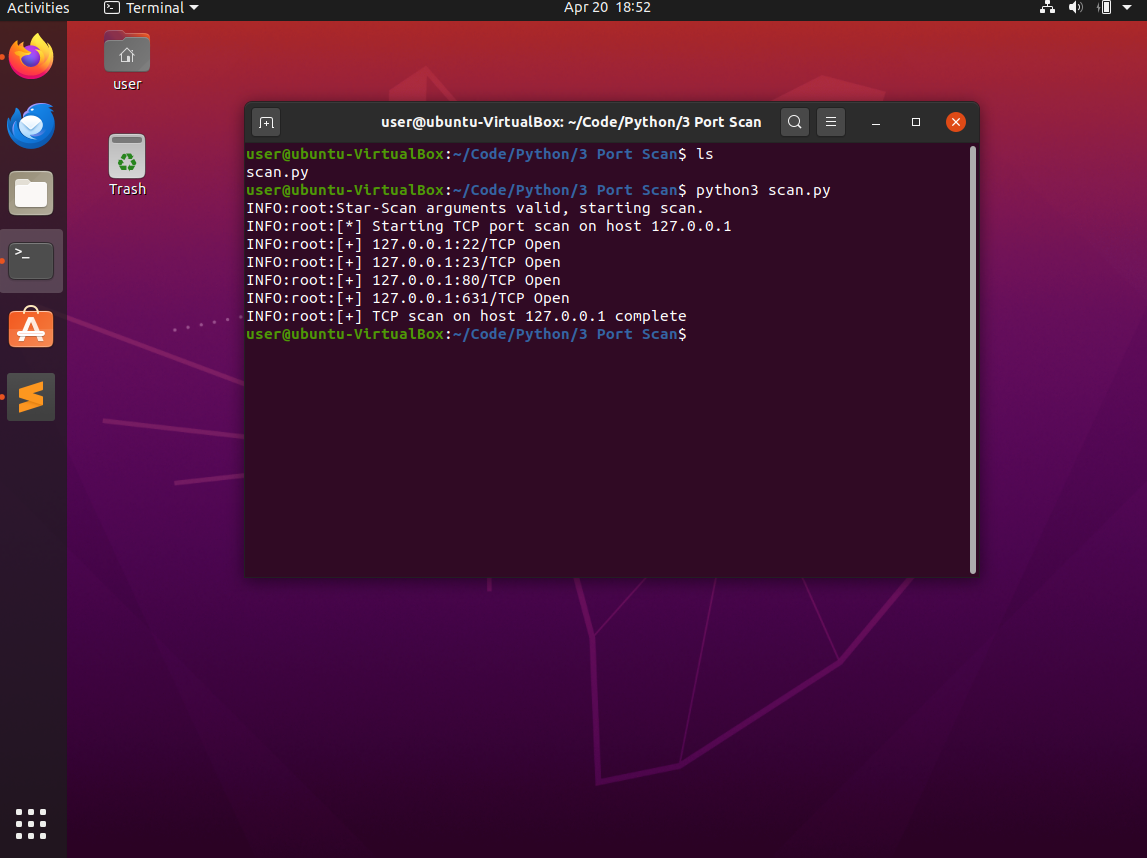 Activities
Terminal
Apr 20 18:52
user
Trash
user@ubuntu-VirtualBox: ~/Code/Python/3 Port Scan
user@ubuntu-VirtualBox:~/Code/Python/3 Port Scan$ ls
scan.py
user@ubuntu-VirtualBox:~/Code/Python/3 Port Scan$ python3 scan.py
INFO:root:Star-Scan arguments valid, starting scan.
INFO:root:[*] Starting TCP port scan on host 127.0.0.1
INFO:root:[+] 127.0.0.1:22/TCP Open
INFO:root:[+] 127.0.0.1:23/TCP Open
INFO:root:[+] 127.0.0.1:80/TCP Open
INFO:root:[+] 127.0.0.1:631/TCP Open
INFO:root:[+] TCP scan on host 127.0.0.1 complete
user@ubuntu-VirtualBox:~/Code/Python/3 Port Scan$